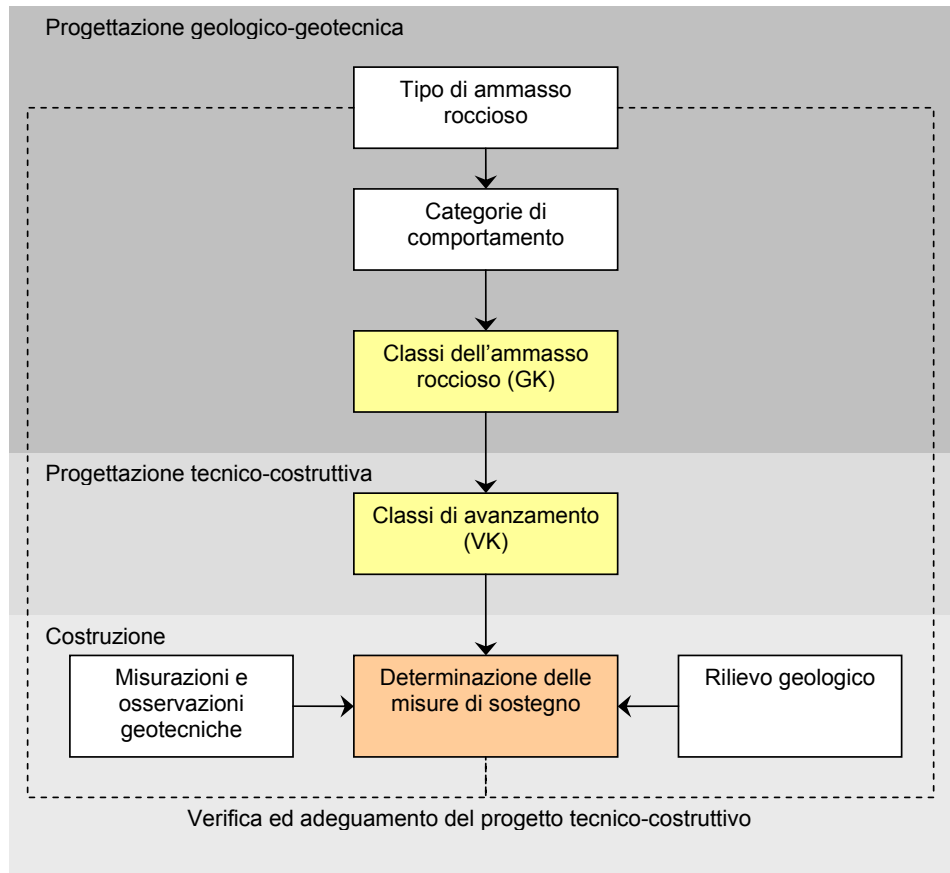 Progettazione geologico-geotecnica
Tipo di ammasso
roccioso
Categorie di
comportamento
Classi dell'ammasso
roccioso (GK)
Progettazione tecnico-costruttiva
Classi di avanzamento
(VK)
Costruzione
Misurazioni e
osservazioni
geotecniche
Determinazione delle
misure di sostegno
Rilievo geologico
Verifica ed adeguamento del progetto tecnico-costruttivo